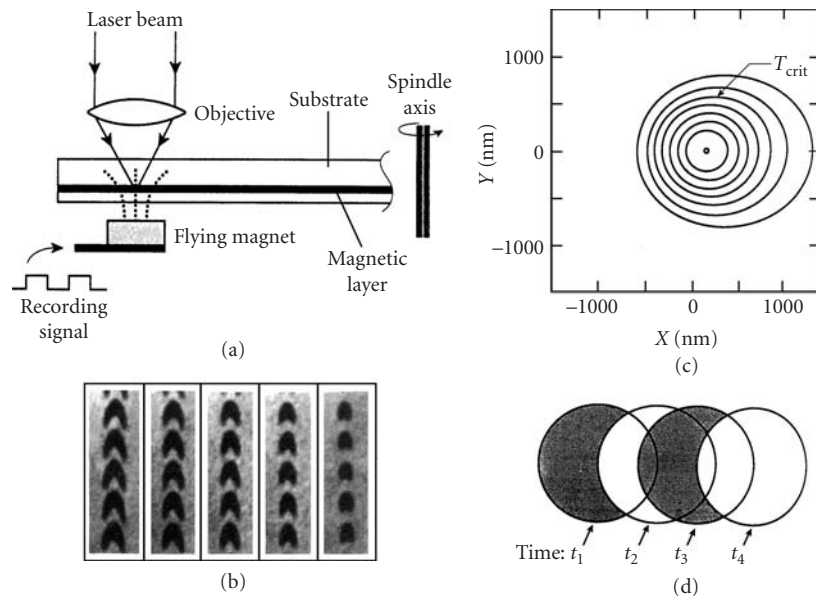 Laser beam
Objective
Substrate
Spindle
axis
Flying magnet
Magnetic
layer
Recording
signal
(a)
(b)
1000
0
−1000
Y (nm)
T_crit
−1000
0
1000
X (nm)
(c)
Time: t₁ t₂ t₃ t₄
(d)